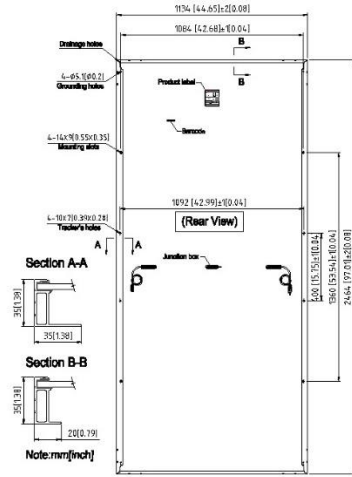 1134 [44.65]±2[0.08]
1084 [42.68]±1[0.04]
Drainage holes
B
4-Ø5.1[Ø0.2]
Grounding holes
B
Product label
4-14X9[0.55X0.35]
Mounting slots
Barcode
1092 [42.99]±1[0.04]
4-10X7[0.39X0.28]
Tracker's holes
(Rear View)
A
A
Junction box
Section A-A
35[1.38]
35[1.38]
Section B-B
35[1.38]
20[0.79]
Note:mm[inch]
400 [15.75]±1[0.04]
1360 [53.54]±1[0.04]
2464 [97.01]±2[0.08]